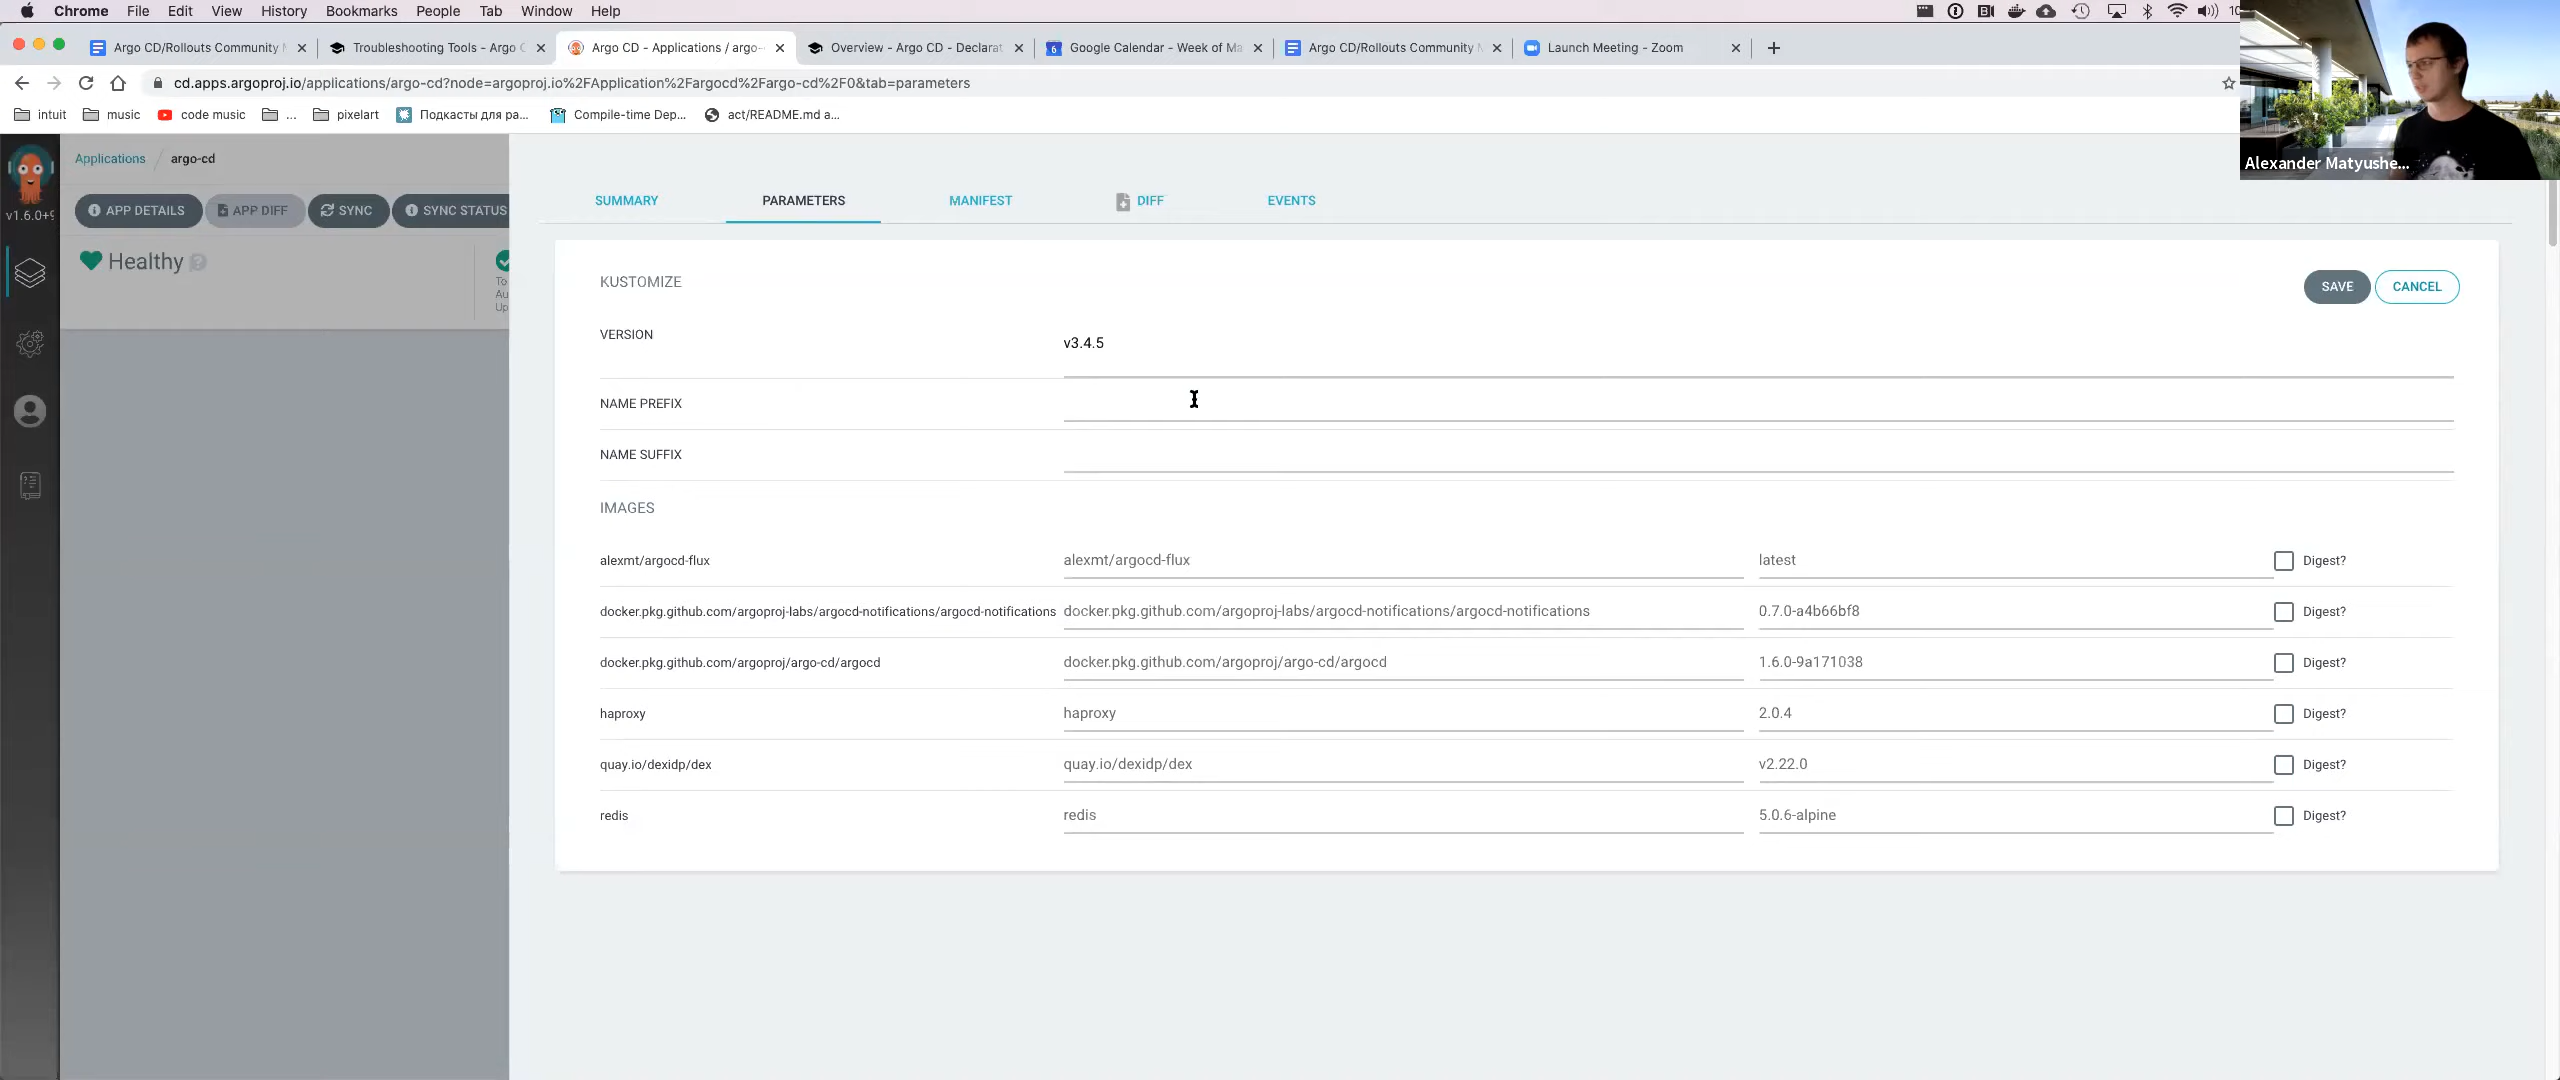 Chrome File Edit View History Bookmarks People Tab Window Help
Argo CD/Rollouts Community
Troubleshooting Tools - Argo
Argo CD - Applications / argo-
Overview - Argo CD - Declarat
Google Calendar - Week of Ma
Argo CD/Rollouts Community
Launch Meeting - Zoom
cd.apps.argoproj.io/applications/argo-cd?node=argoproj.io%2FApplication%2Fargocd%2Fargo-cd%2F0&tab=parameters
intuit music code music ... pixelart Подкасты для ра... Compile-time Dep... act/README.md a...
Alexander Matyushe...
v1.6.0+9
Applications / argo-cd
APP DETAILS APP DIFF SYNC SYNC STATUS
Healthy
To
Au
Up
SUMMARY PARAMETERS MANIFEST DIFF EVENTS
KUSTOMIZE
SAVE CANCEL
VERSION v3.4.5
NAME PREFIX
NAME SUFFIX
IMAGES
alexmt/argocd-flux alexmt/argocd-flux latest Digest?
docker.pkg.github.com/argoproj-labs/argocd-notifications/argocd-notifications docker.pkg.github.com/argoproj-labs/argocd-notifications/argocd-notifications 0.7.0-a4b66bf8 Digest?
docker.pkg.github.com/argoproj/argo-cd/argocd docker.pkg.github.com/argoproj/argo-cd/argocd 1.6.0-9a171038 Digest?
haproxy haproxy 2.0.4 Digest?
quay.io/dexidp/dex quay.io/dexidp/dex v2.22.0 Digest?
redis redis 5.0.6-alpine Digest?